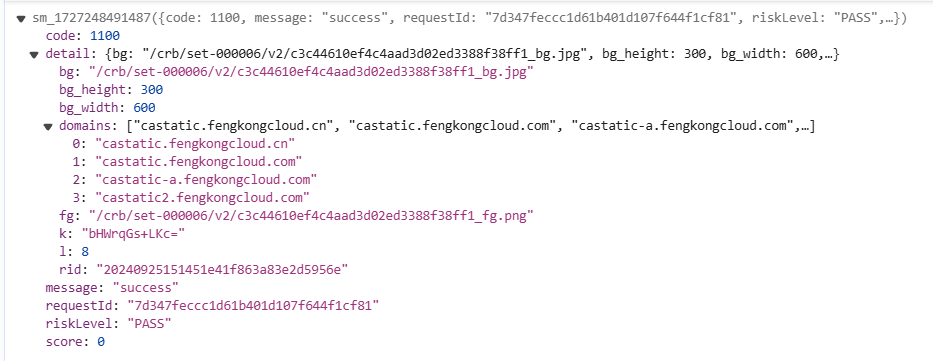 sm_1727248491487({code: 1100, message: "success", requestId: "7d347feccc1d61b401d107f644f1cf81", riskLevel: "PASS",…})
code: 1100
detail: {bg: "/crb/set-000006/v2/c3c44610ef4c4aad3d02ed3388f38ff1_bg.jpg", bg_height: 300, bg_width: 600,…}
bg: "/crb/set-000006/v2/c3c44610ef4c4aad3d02ed3388f38ff1_bg.jpg"
bg_height: 300
bg_width: 600
domains: ["castatic.fengkongcloud.cn", "castatic.fengkongcloud.com", "castatic-a.fengkongcloud.com",…]
0: "castatic.fengkongcloud.cn"
1: "castatic.fengkongcloud.com"
2: "castatic-a.fengkongcloud.com"
3: "castatic2.fengkongcloud.com"
fg: "/crb/set-000006/v2/c3c44610ef4c4aad3d02ed3388f38ff1_fg.png"
k: "bHWrqGs+LKc="
l: 8
rid: "20240925151451e41f863a83e2d5956e"
message: "success"
requestId: "7d347feccc1d61b401d107f644f1cf81"
riskLevel: "PASS"
score: 0